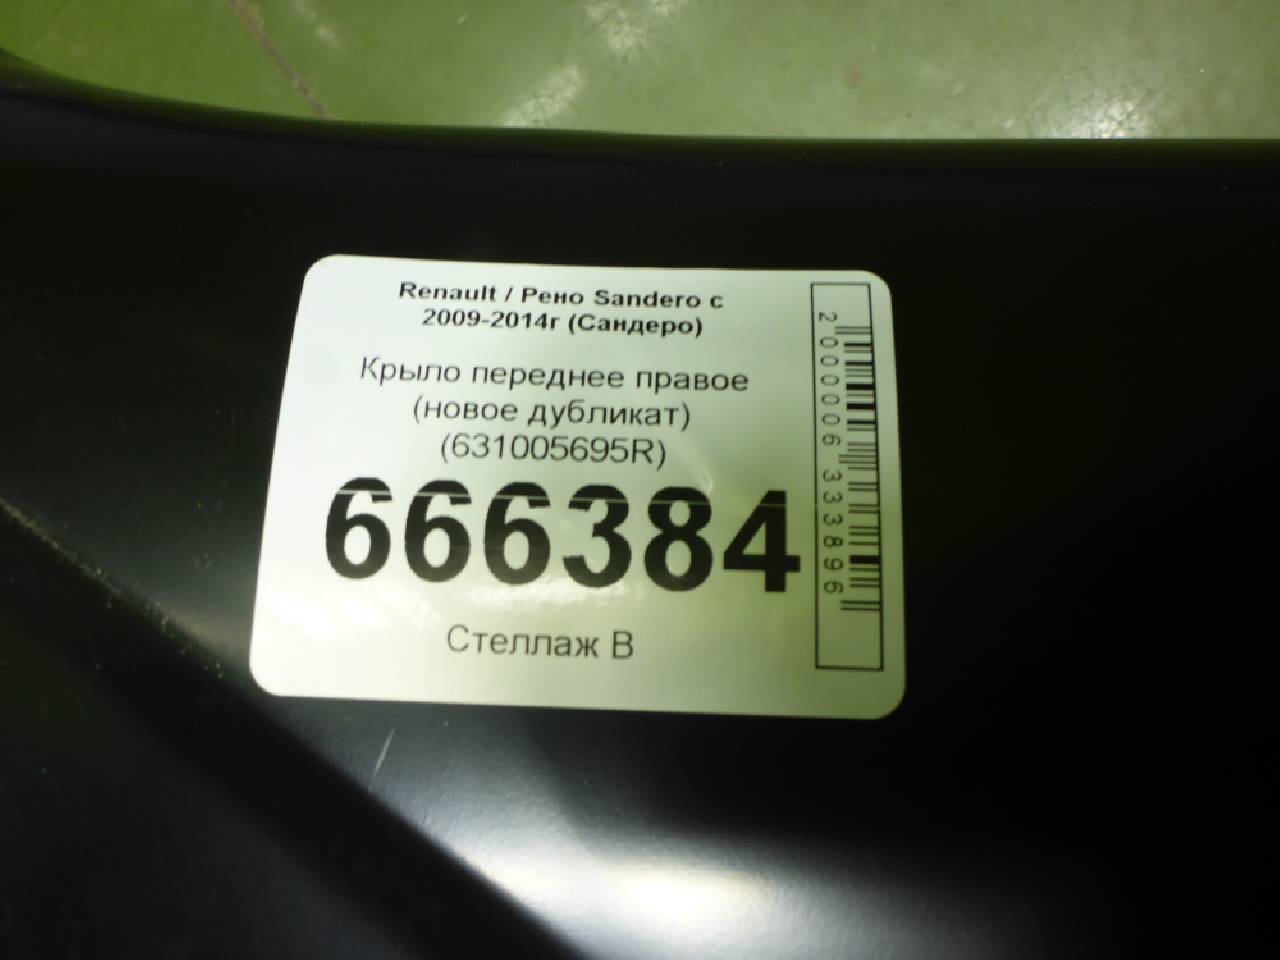 Renault / Рено Sandero с
2009-2014г (Сандеро)
Крыло переднее правое
(новое дубликат)
(631005695R)
666384
Стеллаж В
2000006333896